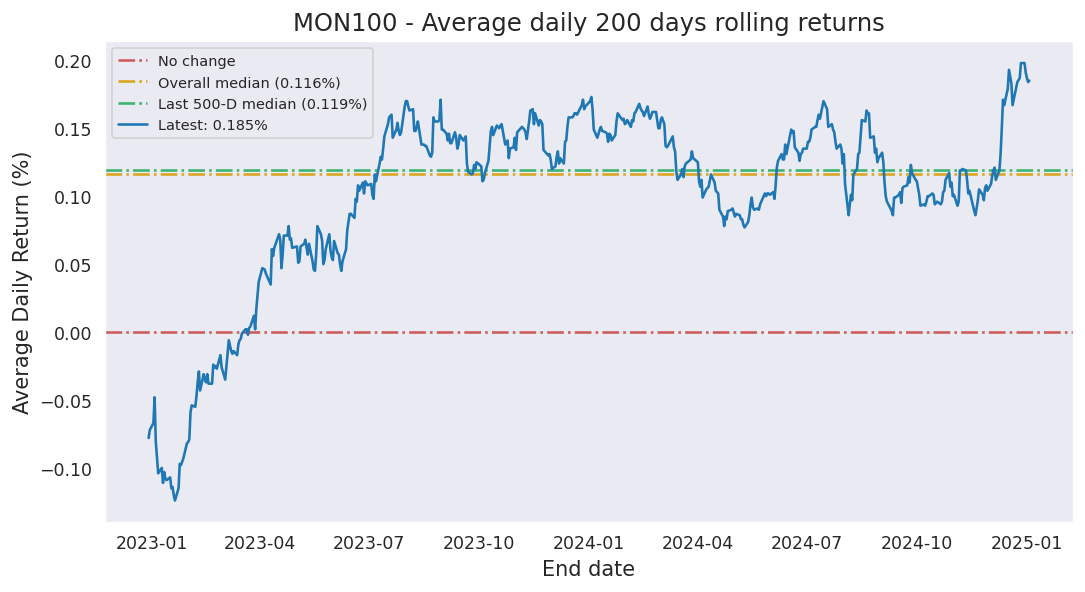 MON100 - Average daily 200 days rolling returns
No change
Overall median (0.116%)
Last 500-D median (0.119%)
Latest: 0.185%
Average Daily Return (%)
0.20
0.15
0.10
0.05
0.00
−0.05
−0.10
2023-01 2023-04 2023-07 2023-10 2024-01 2024-04 2024-07 2024-10 2025-01
End date